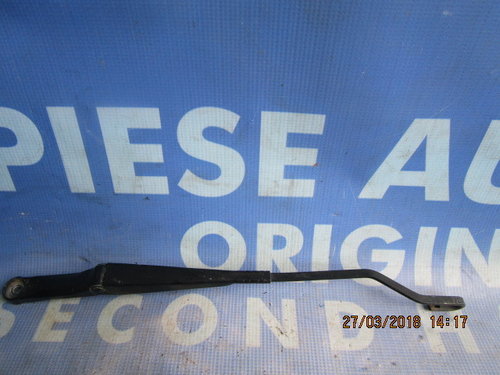 PIESE AU
ORIGIN
SECOND H
27/03/2018 14:17